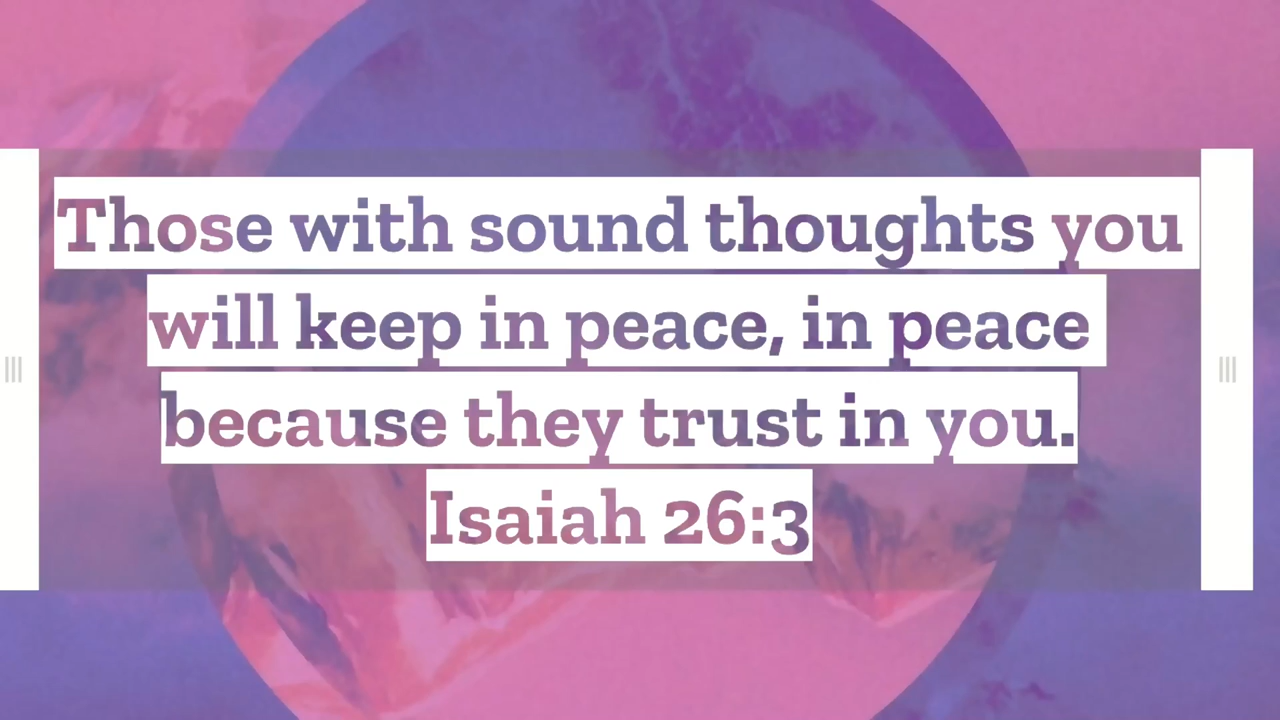 Those with sound thoughts you
will keep in peace, in peace
because they trust in you.
Isaiah 26:3